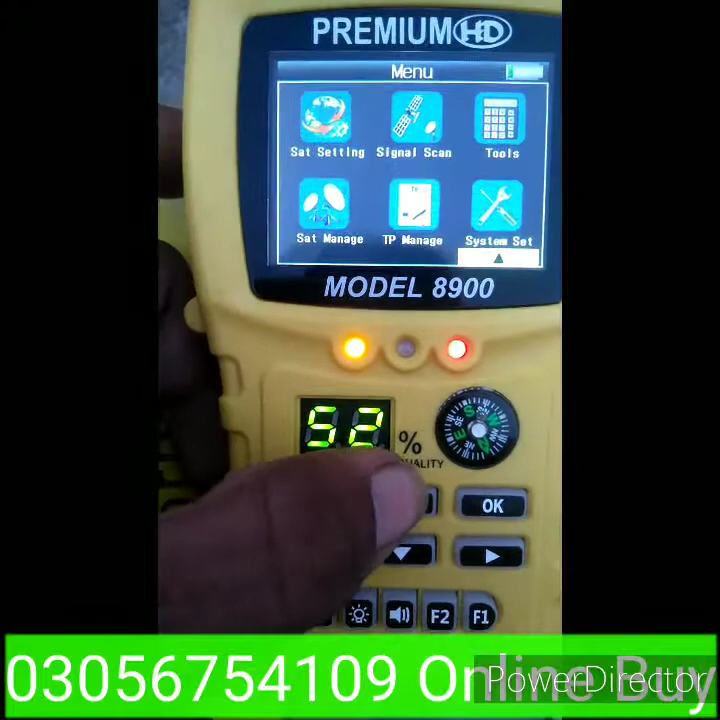 PREMIUM HD
Menu
Sat Setting Signal Scan Tools
Sat Manage TP Manage System Set
MODEL 8900
52 %
QUALITY
OK
F2 F1
03056754109 Online Buy
PowerDirector